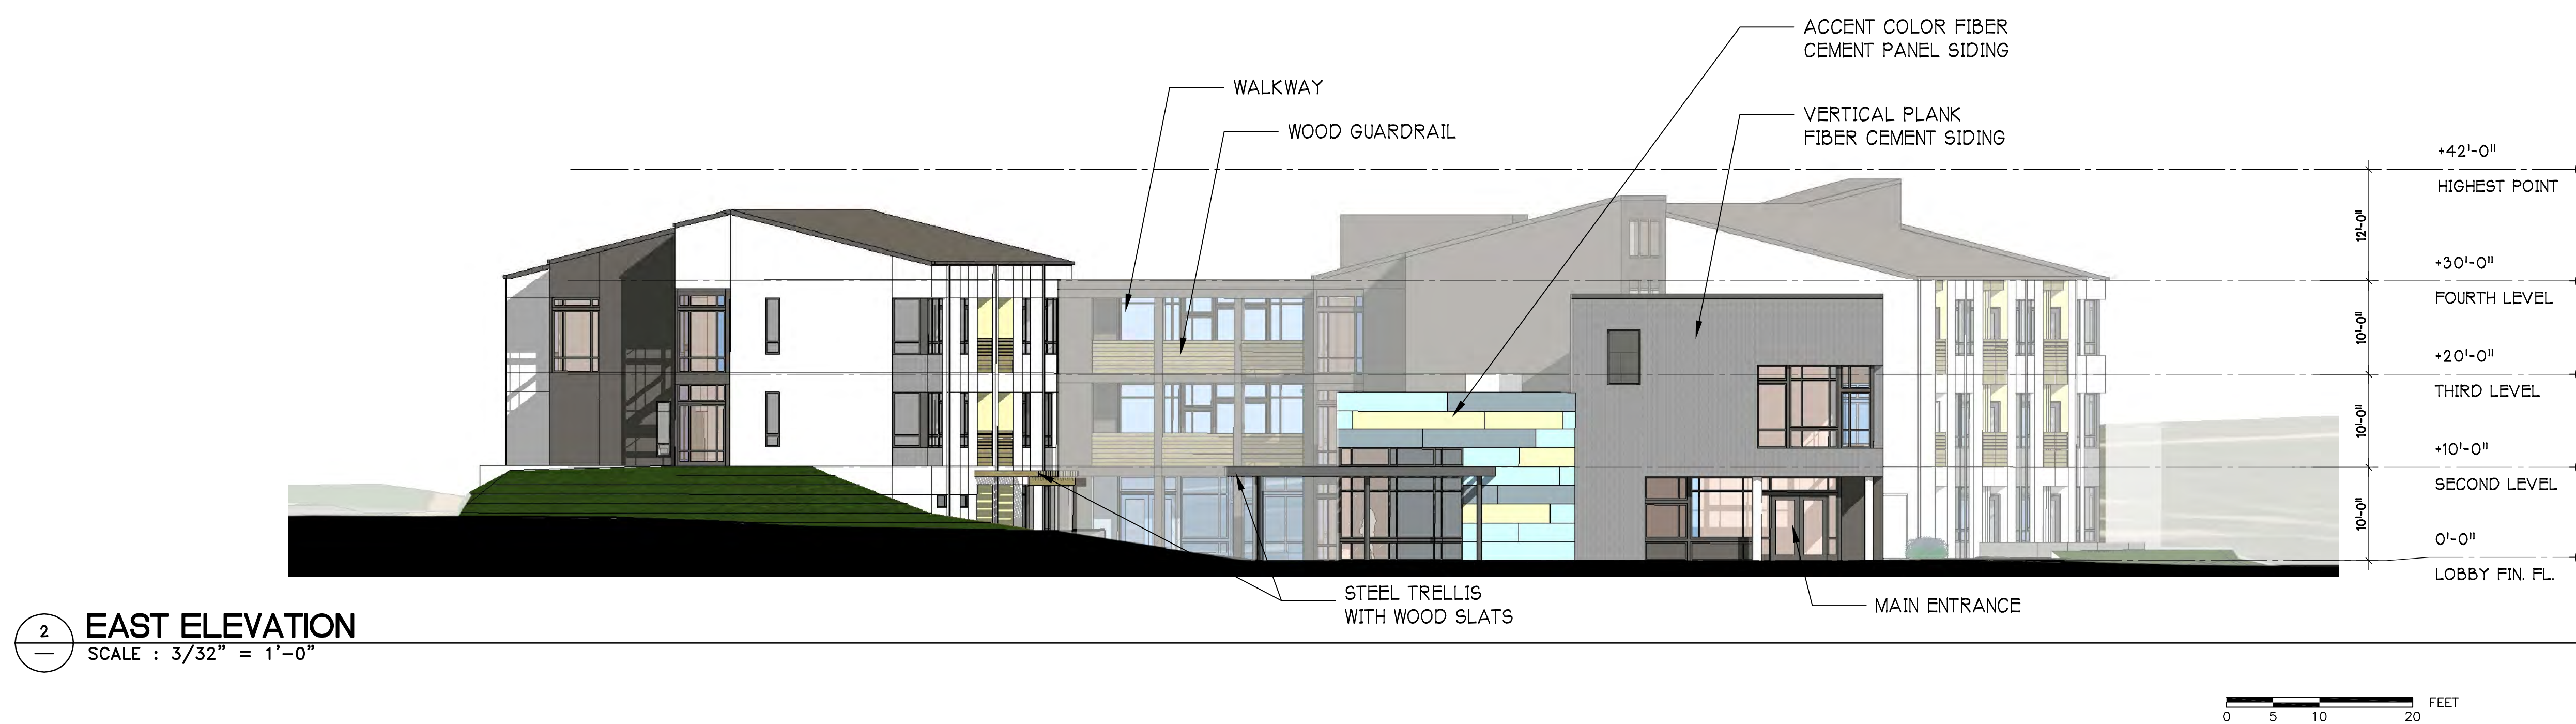 ACCENT COLOR FIBER
CEMENT PANEL SIDING
WALKWAY
WOOD GUARDRAIL
VERTICAL PLANK
FIBER CEMENT SIDING
+42'-0"
HIGHEST POINT
12'-0"
+30'-0"
FOURTH LEVEL
10'-0"
+20'-0"
THIRD LEVEL
10'-0"
+10'-0"
SECOND LEVEL
10'-0"
0'-0"
LOBBY FIN. FL.
STEEL TRELLIS
WITH WOOD SLATS
MAIN ENTRANCE
2
EAST ELEVATION
SCALE : 3/32" = 1'-0"
FEET
0 5 10 20